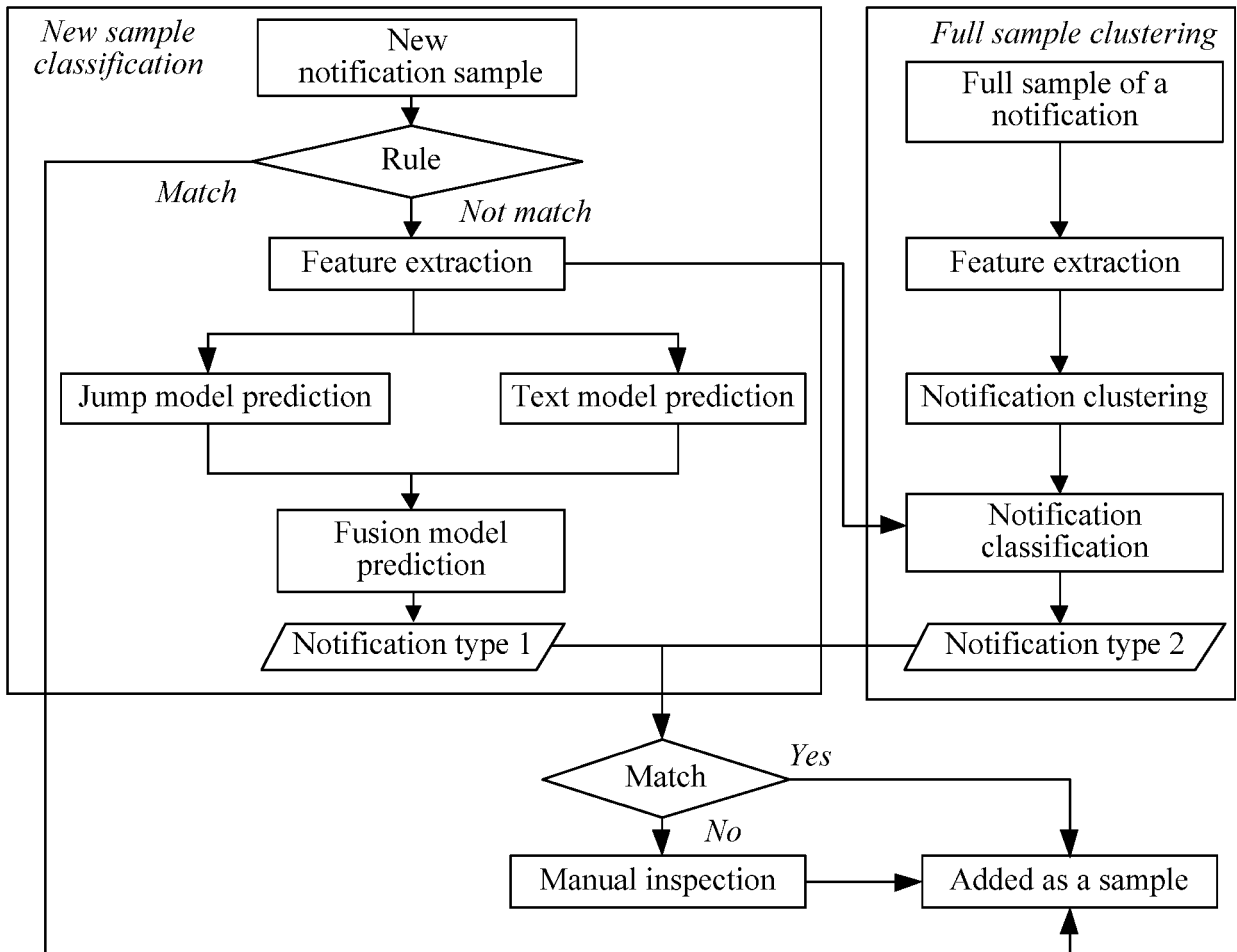 New sample
classification
New
notification sample
Rule
Match
Not match
Feature extraction
Jump model prediction
Text model prediction
Fusion model
prediction
Notification type 1
Full sample clustering
Full sample of a
notification
Feature extraction
Notification clustering
Notification
classification
Notification type 2
Match
Yes
No
Manual inspection
Added as a sample